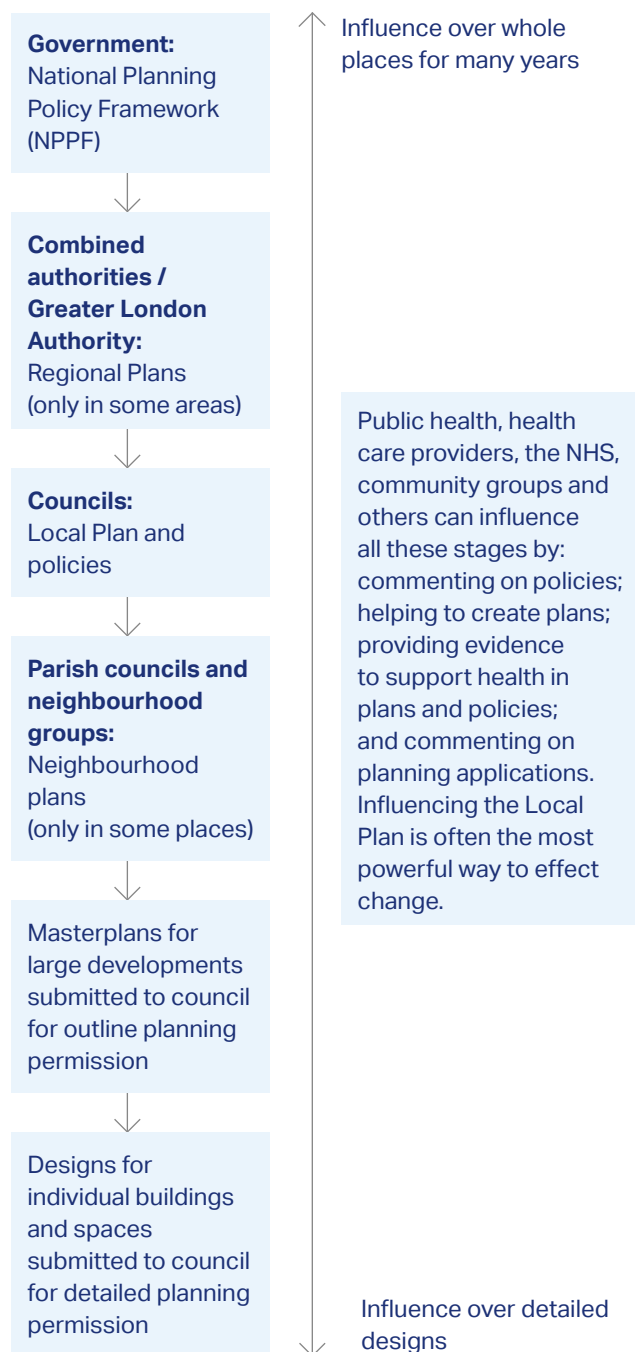 Government:
National Planning
Policy Framework
(NPPF)
Combined
authorities /
Greater London
Authority:
Regional Plans
(only in some areas)
Councils:
Local Plan and
policies
Parish councils and
neighbourhood
groups:
Neighbourhood
plans
(only in some places)
Masterplans for
large developments
submitted to council
for outline planning
permission
Designs for
individual buildings
and spaces
submitted to council
for detailed planning
permission
Influence over whole
places for many years
Public health, health
care providers, the NHS,
community groups and
others can influence
all these stages by:
commenting on policies;
helping to create plans;
providing evidence
to support health in
plans and policies;
and commenting on
planning applications.
Influencing the Local
Plan is often the most
powerful way to effect
change.
Influence over detailed
designs